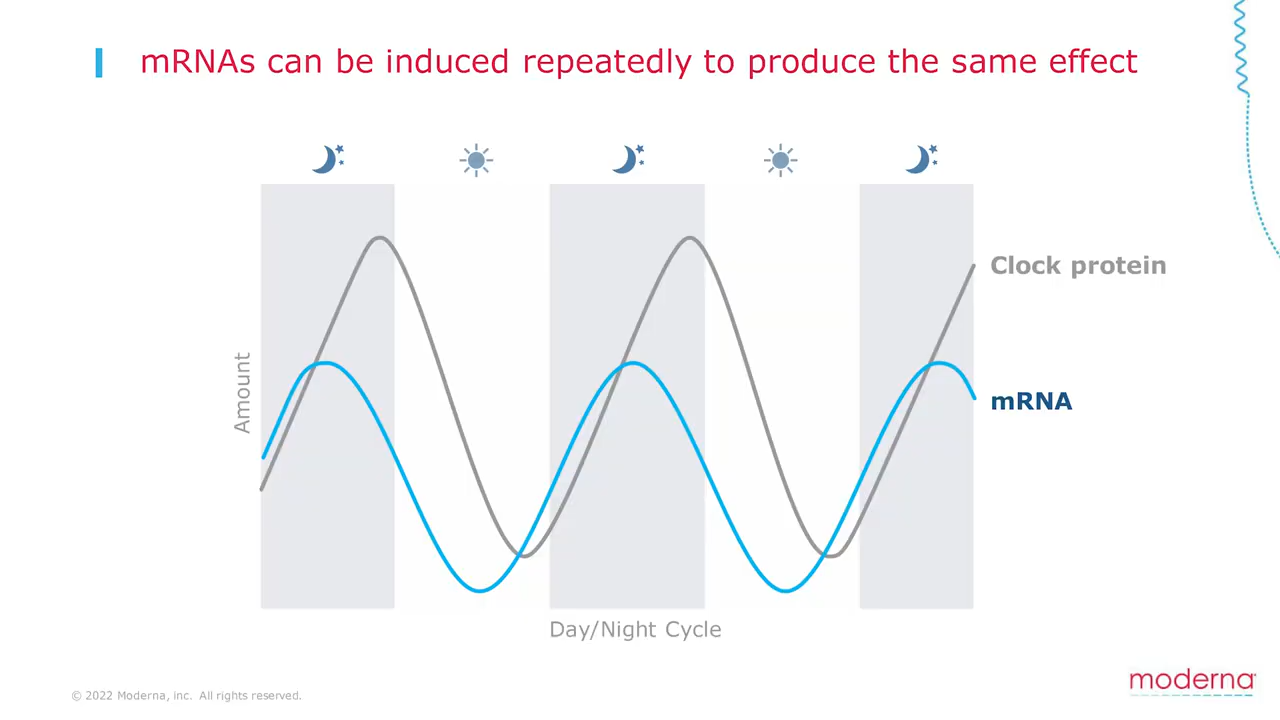 mRNAs can be induced repeatedly to produce the same effect
Clock protein
Amount
mRNA
Day/Night Cycle
© 2022 Moderna, inc. All rights reserved.
moderna